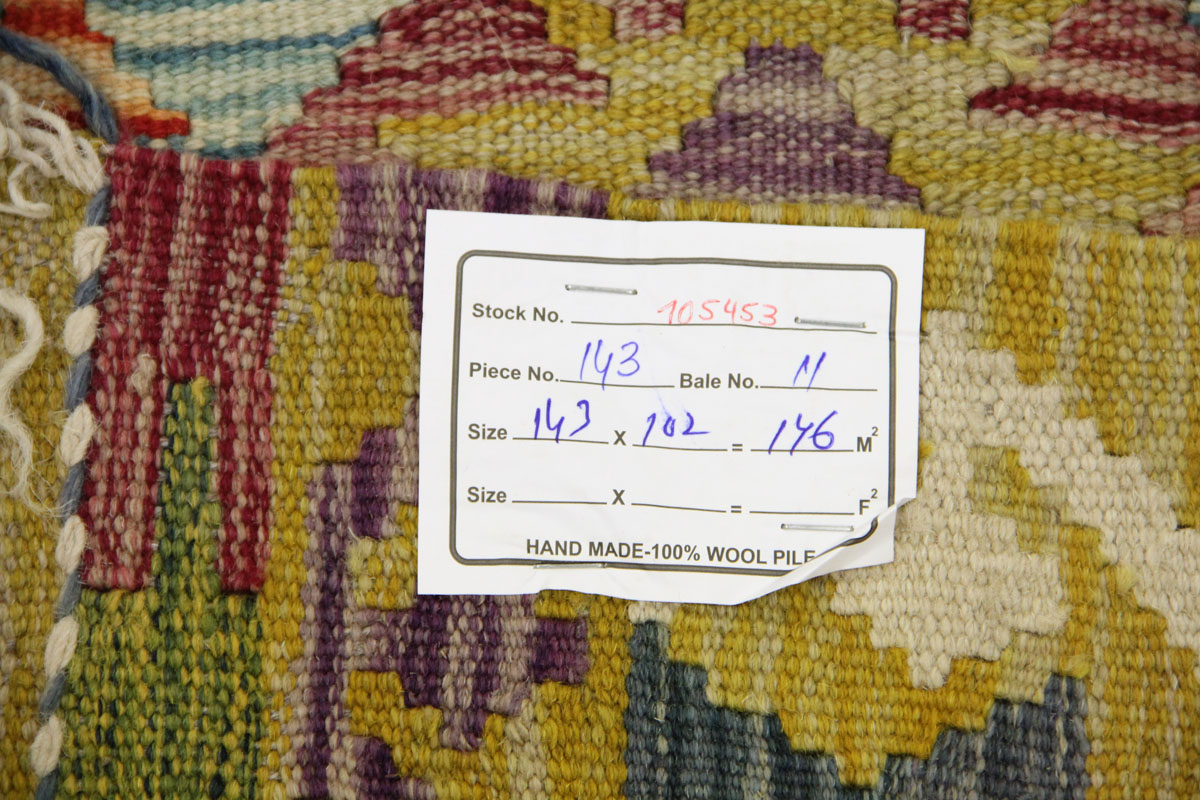 Stock No. 105453
Piece No. 143 Bale No. 11
Size 143 X 102 = 146 M²
Size X = F²
HAND MADE-100% WOOL PILE